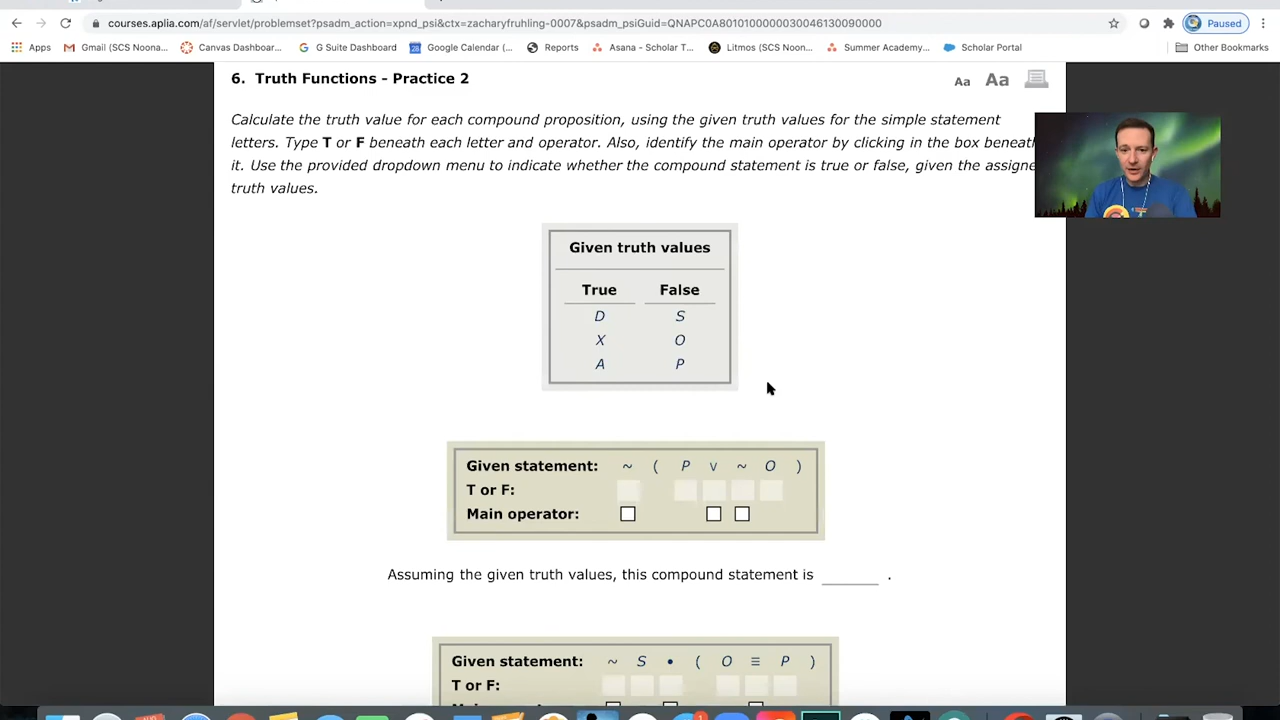 courses.aplia.com/af/servlet/problemset?psadm_action=xpnd_psi&ctx=zacharyfruhling-0007&psadm_psiGuid=QNAPC0A80101000000030046130090000
Paused
Apps
Gmail (SCS Noona...
Canvas Dashboar...
G Suite Dashboard
Google Calendar (...
Reports
Asana - Scholar T...
Litmos (SCS Noon...
Summer Academy...
Scholar Portal
Other Bookmarks
6. Truth Functions - Practice 2
Aa Aa
Calculate the truth value for each compound proposition, using the given truth values for the simple statement
letters. Type T or F beneath each letter and operator. Also, identify the main operator by clicking in the box beneat
it. Use the provided dropdown menu to indicate whether the compound statement is true or false, given the assigne
truth values.
Given truth values
True False
D S
X O
A P
Given statement: ~ ( P v ~ O )
T or F:
Main operator:
Assuming the given truth values, this compound statement is ______ .
Given statement: ~ S • ( O ≡ P )
T or F: